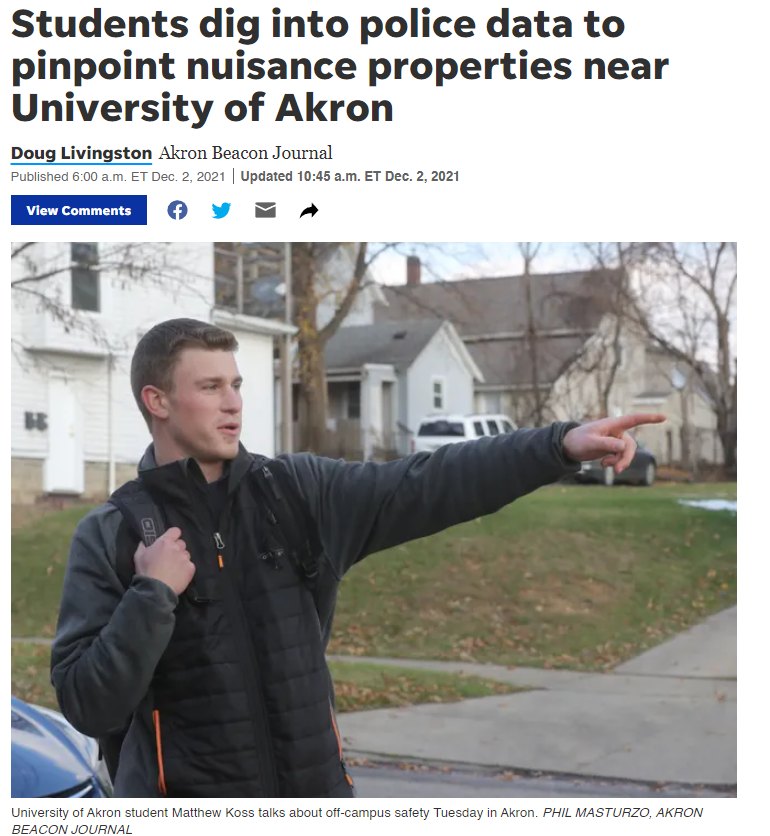 Students dig into police data to
pinpoint nuisance properties near
University of Akron
Doug Livingston Akron Beacon Journal
Published 6:00 a.m. ET Dec. 2, 2021 | Updated 10:45 a.m. ET Dec. 2, 2021
View Comments
University of Akron student Matthew Koss talks about off-campus safety Tuesday in Akron. PHIL MASTURZO, AKRON
BEACON JOURNAL